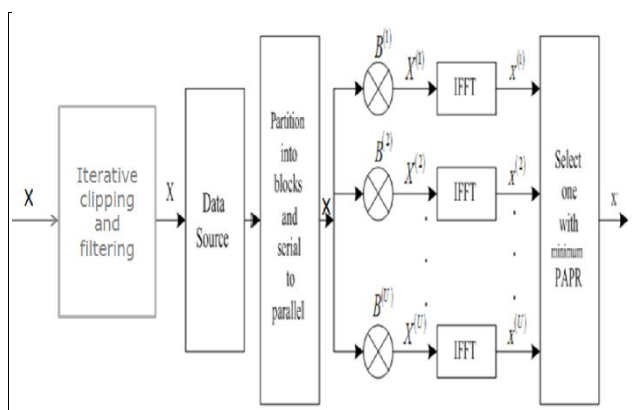 X
Iterative
clipping
and
filtering
X
Data
Source
Partition
into
blocks
and
serial
to
parallel
X
B(1)
X(1)
IFFT
x(1)
B(2)
X(2)
IFFT
x(2)
B(U)
X(U)
IFFT
x(U)
Select
one
with
minimum
PAPR
x